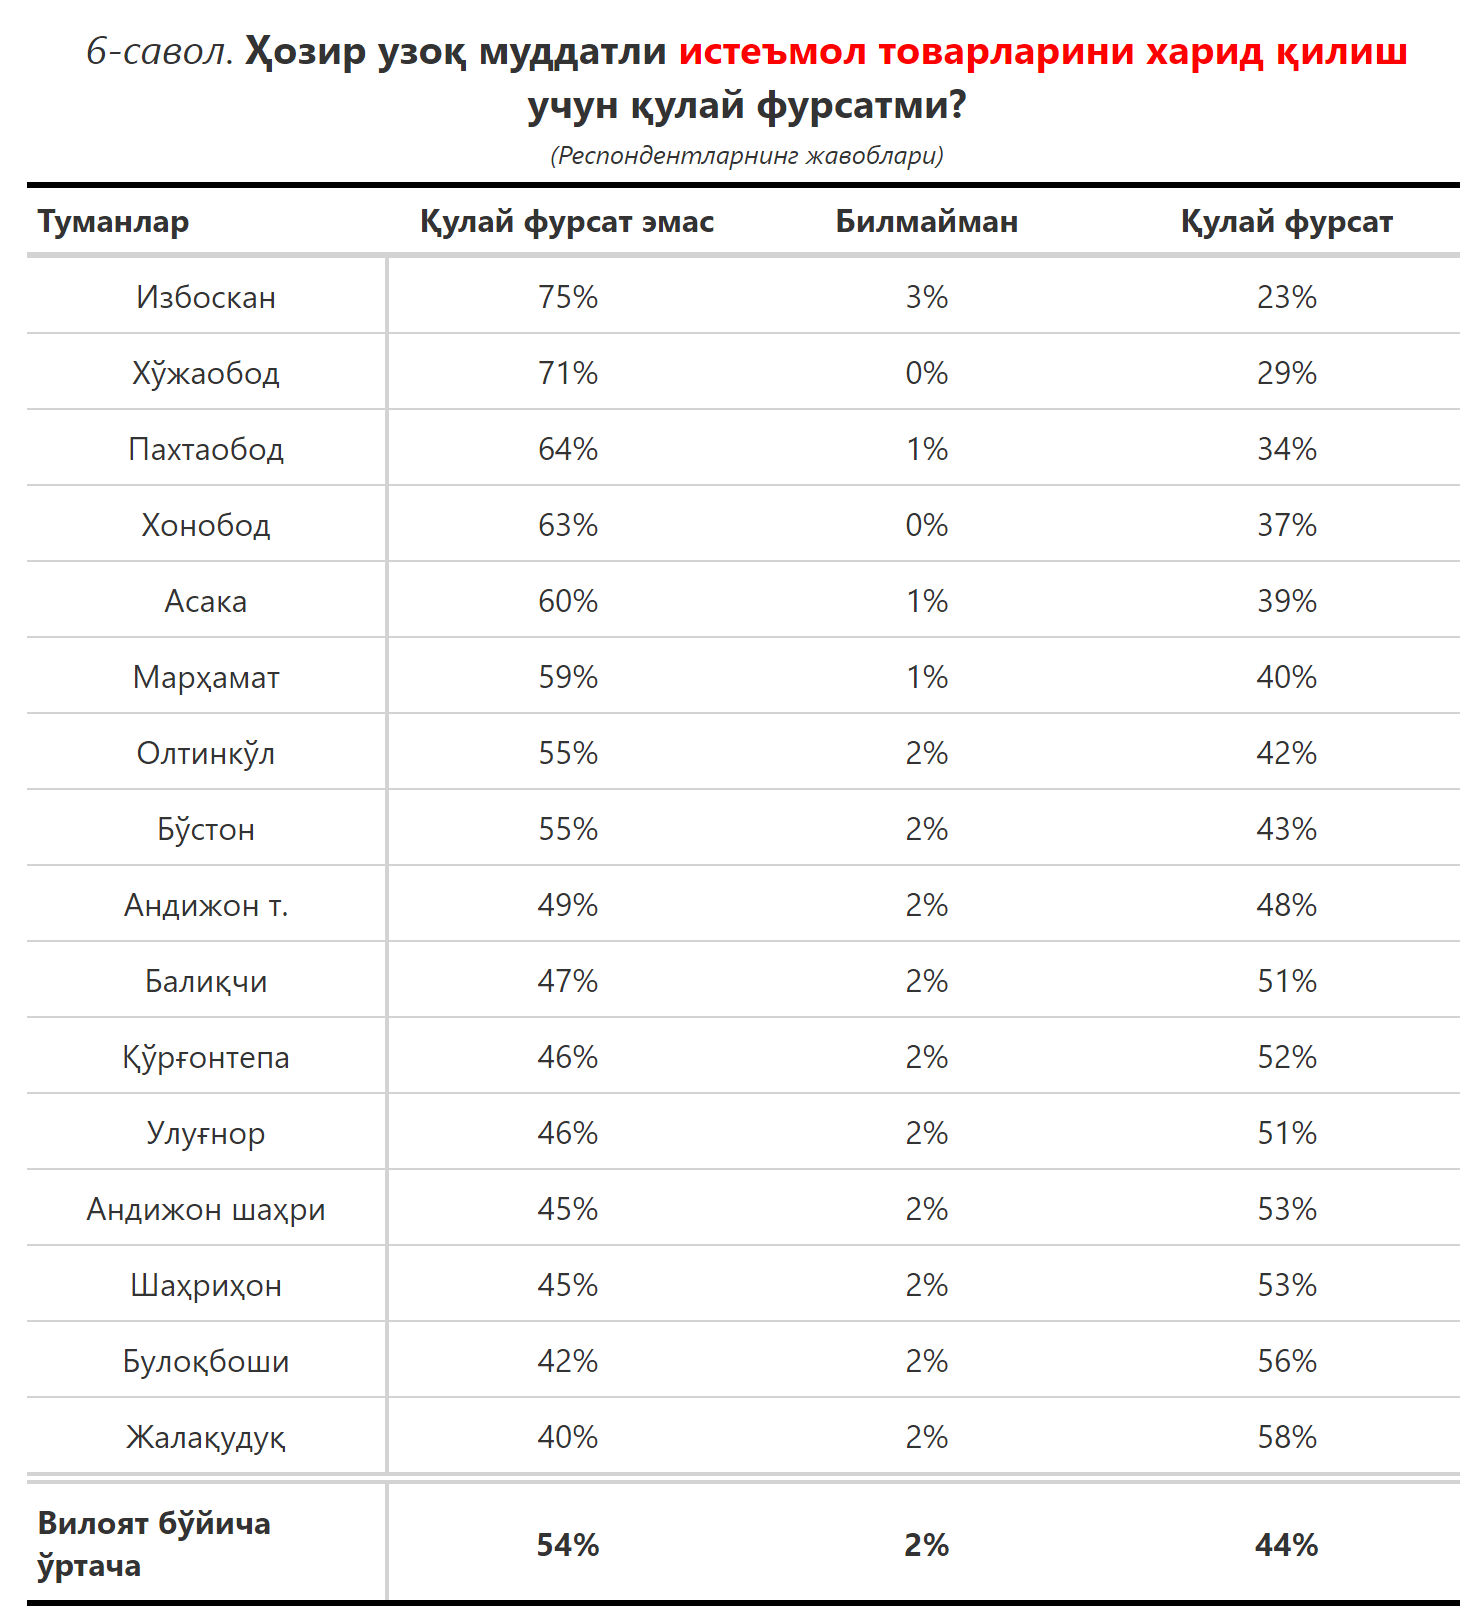 6-савол. Ҳозир узоқ муддатли истеъмол товарларини харид қилиш
учун қулай фурсатми?
(Респондентларнинг жавоблари)
Туманлар Қулай фурсат эмас Билмайман Қулай фурсат
Избоскан 75% 3% 23%
Хўжаобод 71% 0% 29%
Пахтаобод 64% 1% 34%
Хонобод 63% 0% 37%
Асака 60% 1% 39%
Марҳамат 59% 1% 40%
Олтинкўл 55% 2% 42%
Бўстон 55% 2% 43%
Андижон т. 49% 2% 48%
Балиқчи 47% 2% 51%
Қўрғонтепа 46% 2% 52%
Улуғнор 46% 2% 51%
Андижон шаҳри 45% 2% 53%
Шаҳриҳон 45% 2% 53%
Булоқбоши 42% 2% 56%
Жалақудуқ 40% 2% 58%
Вилоят бўйича
ўртача 54% 2% 44%